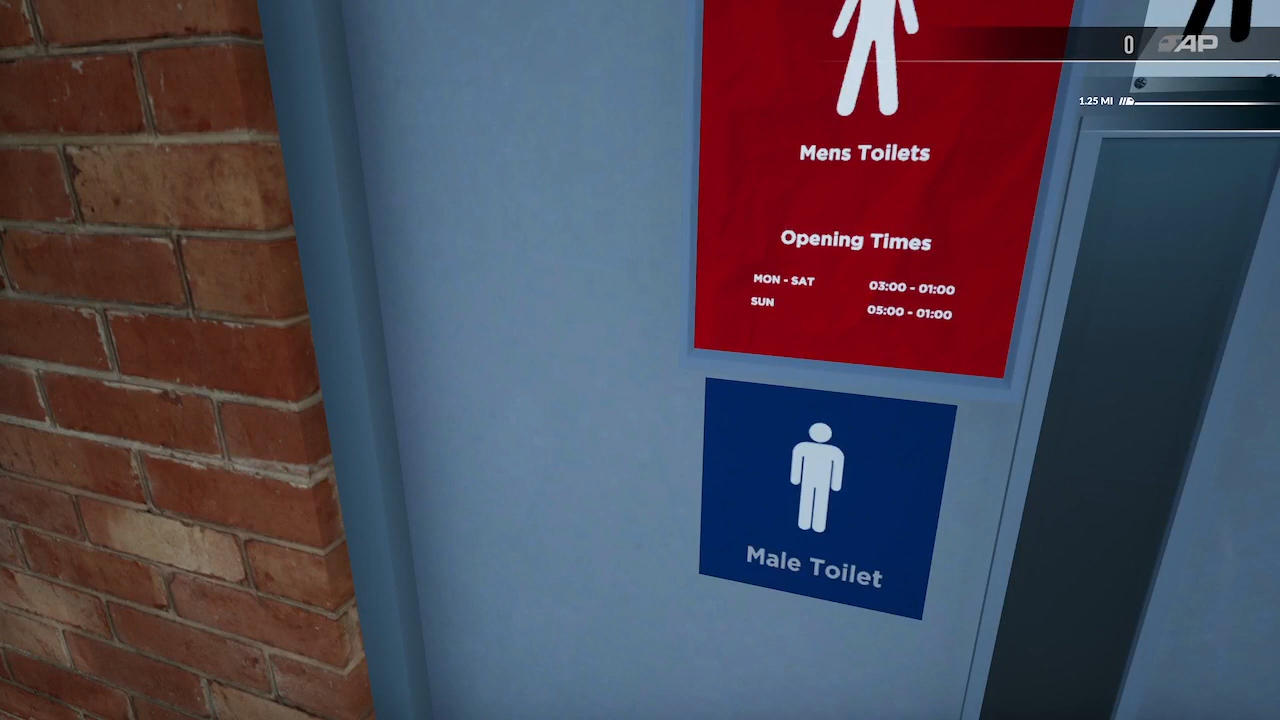 0 AP
1.25 MI
Mens Toilets
Opening Times
MON - SAT 03:00 - 01:00
SUN 05:00 - 01:00
Male Toilet